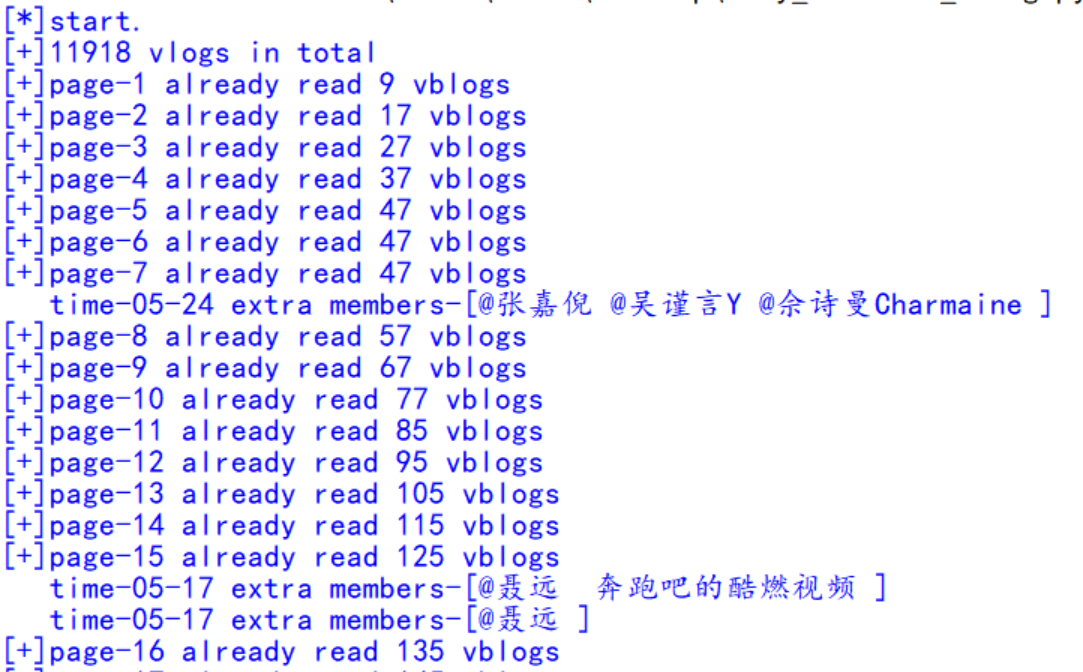 [*]start.
[+]11918 vlogs in total
[+]page-1 already read 9 vblogs
[+]page-2 already read 17 vblogs
[+]page-3 already read 27 vblogs
[+]page-4 already read 37 vblogs
[+]page-5 already read 47 vblogs
[+]page-6 already read 47 vblogs
[+]page-7 already read 47 vblogs
time-05-24 extra members-[@张嘉倪 @吴谨言Y @佘诗曼Charmaine ]
[+]page-8 already read 57 vblogs
[+]page-9 already read 67 vblogs
[+]page-10 already read 77 vblogs
[+]page-11 already read 85 vblogs
[+]page-12 already read 95 vblogs
[+]page-13 already read 105 vblogs
[+]page-14 already read 115 vblogs
[+]page-15 already read 125 vblogs
time-05-17 extra members-[@聂远  奔跑吧的酷燃视频 ]
time-05-17 extra members-[@聂远 ]
[+]page-16 already read 135 vblogs